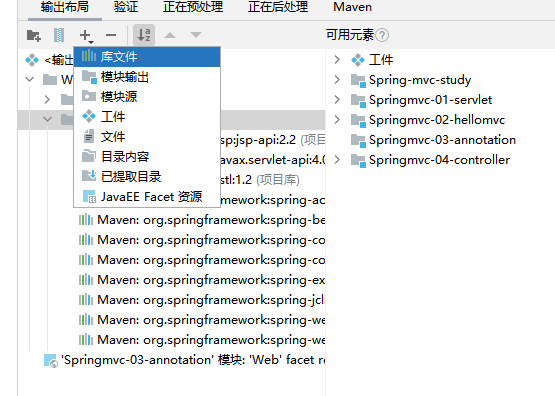 输出布局 验证 正在预处理 正在后处理 Maven
可用元素
<输出
库文件
模块输出
模块源
工件
文件
目录内容
已提取目录
JavaEE Facet 资源
W
sp:jsp-api:2.2 (项目
avax.servlet-api:4.0
stl:1.2 (项目库)
Maven: org.springframework:spring-ao
Maven: org.springframework:spring-be
Maven: org.springframework:spring-co
Maven: org.springframework:spring-co
Maven: org.springframework:spring-ex
Maven: org.springframework:spring-jcl
Maven: org.springframework:spring-we
Maven: org.springframework:spring-we
'Springmvc-03-annotation' 模块: 'Web' facet re
工件
Spring-mvc-study
Springmvc-01-servlet
Springmvc-02-hellomvc
Springmvc-03-annotation
Springmvc-04-controller